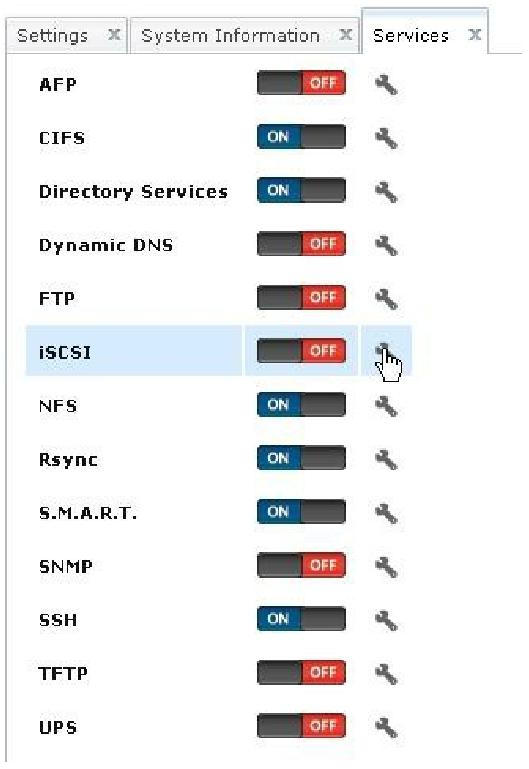 Settings X System Information X Services X
AFP OFF
CIFS ON
Directory Services ON
Dynamic DNS OFF
FTP OFF
iSCSI OFF
NFS ON
Rsync ON
S.M.A.R.T. ON
SNMP OFF
SSH ON
TFTP OFF
UPS OFF